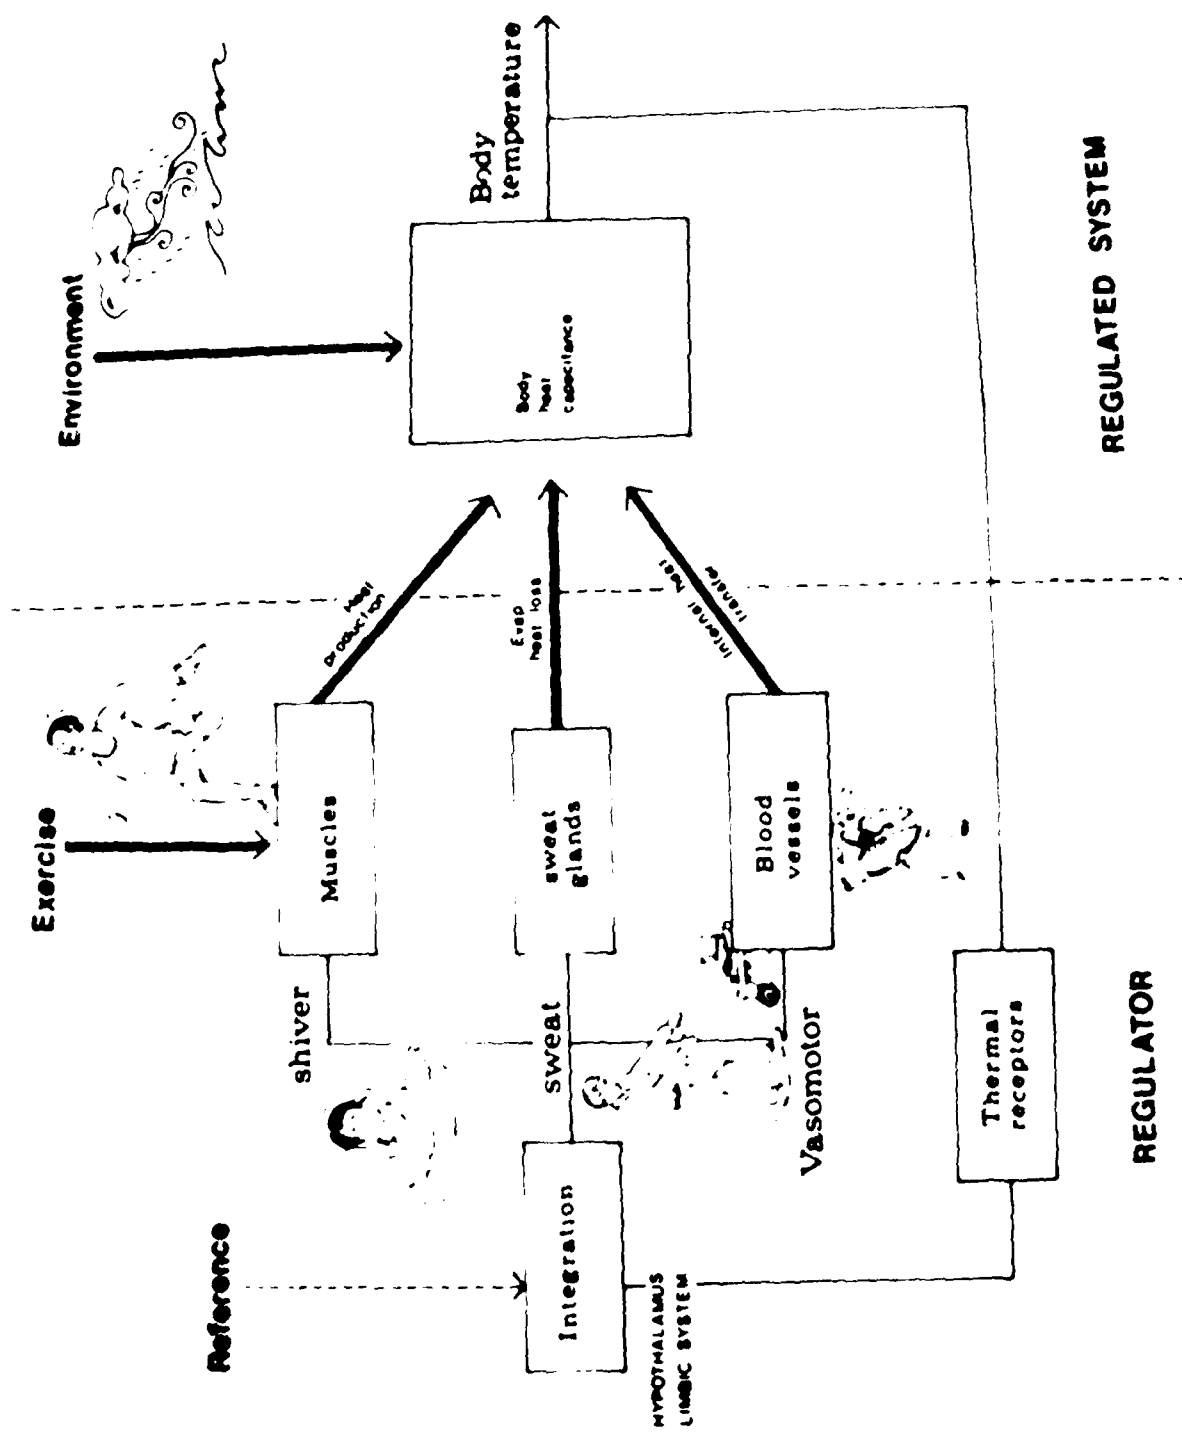 Reference
Exercise
Environment
shiver
Muscles
Heat
production
Body
temperature
Integration
sweat
sweat
glands
Evap
heat loss
Body
heat
capacitance
HYPOTHALAMUS
LIMBIC SYSTEM
Vasomotor
Blood
vessels
Internal heat
transfer
Thermal
receptors
REGULATOR
REGULATED SYSTEM